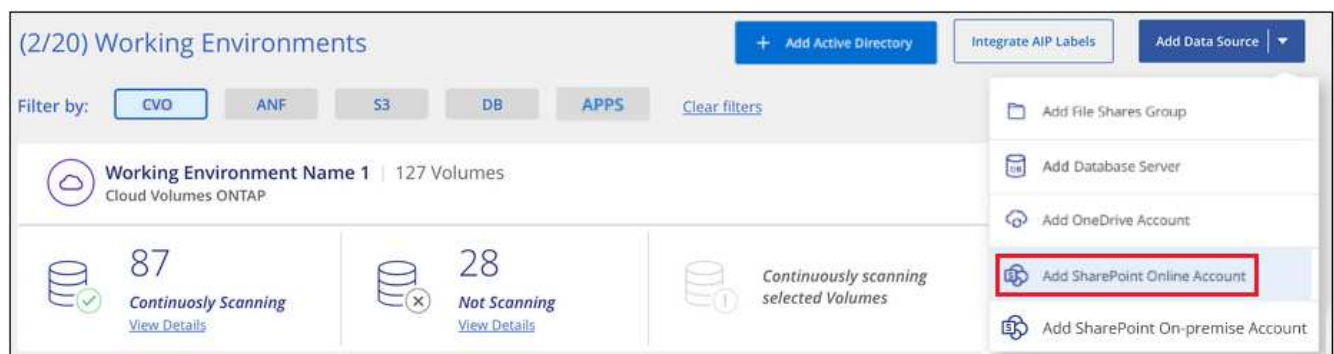 (2/20) Working Environments
+ Add Active Directory
Integrate AIP Labels
Add Data Source
Filter by:
CVO
ANF
S3
DB
APPS
Clear filters
Add File Shares Group
Working Environment Name 1 | 127 Volumes
Cloud Volumes ONTAP
Add Database Server
Add OneDrive Account
87
Continuosly Scanning
View Details
28
Not Scanning
View Details
Continuously scanning
selected Volumes
Add SharePoint Online Account
Add SharePoint On-premise Account